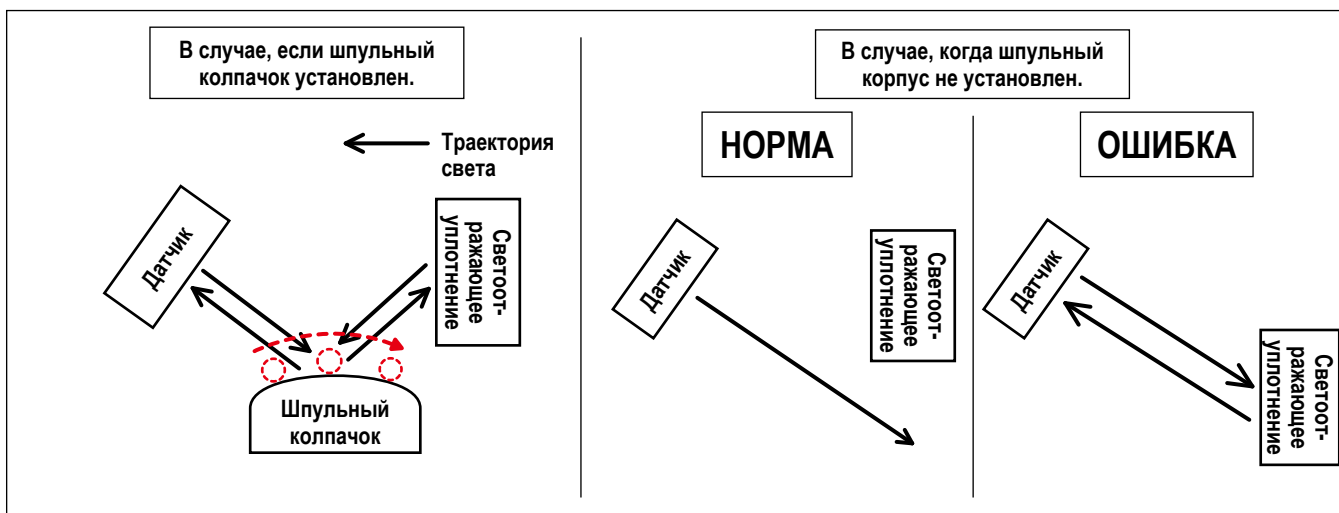 В случае, если шпульный
колпачок установлен.
Траектория
света
Датчик
Светоот-
ражающее
уплотнение
Шпульный
колпачок
В случае, когда шпульный
корпус не установлен.
НОРМА
Датчик
Светоот-
ражающее
уплотнение
ОШИБКА
Датчик
Светоот-
ражающее
уплотнение